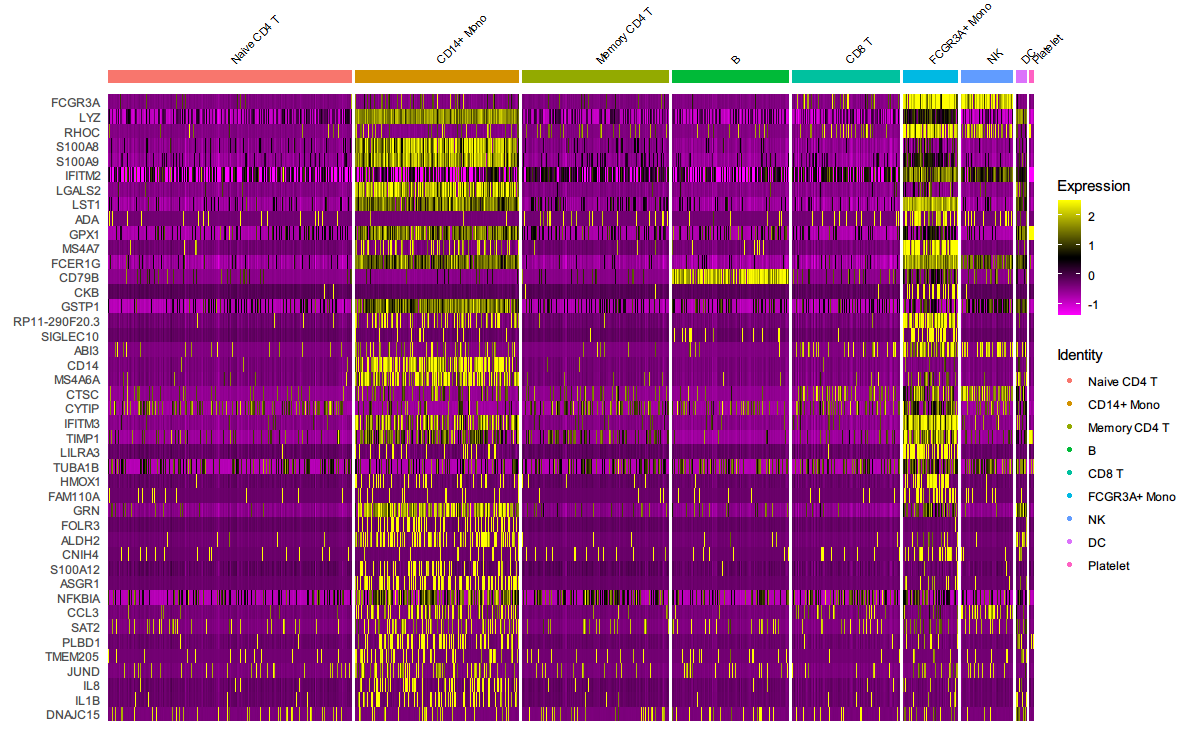 Naive CD4 T
CD14+ Mono
Memory CD4 T
B
CD8 T
FCGR3A+ Mono
NK
DC
Platelet
FCGR3A
LYZ
RHOC
S100A8
S100A9
IFITM2
LGALS2
LST1
ADA
GPX1
MS4A7
FCER1G
CD79B
CKB
GSTP1
RP11-290F20.3
SIGLEC10
ABI3
CD14
MS4A6A
CTSC
CYTIP
IFITM3
TIMP1
LILRA3
TUBA1B
HMOX1
FAM110A
GRN
FOLR3
ALDH2
CNIH4
S100A12
ASGR1
NFKBIA
CCL3
SAT2
PLBD1
TMEM205
JUND
IL8
IL1B
DNAJC15
Expression
2
1
0
-1
Identity
Naive CD4 T
CD14+ Mono
Memory CD4 T
B
CD8 T
FCGR3A+ Mono
NK
DC
Platelet